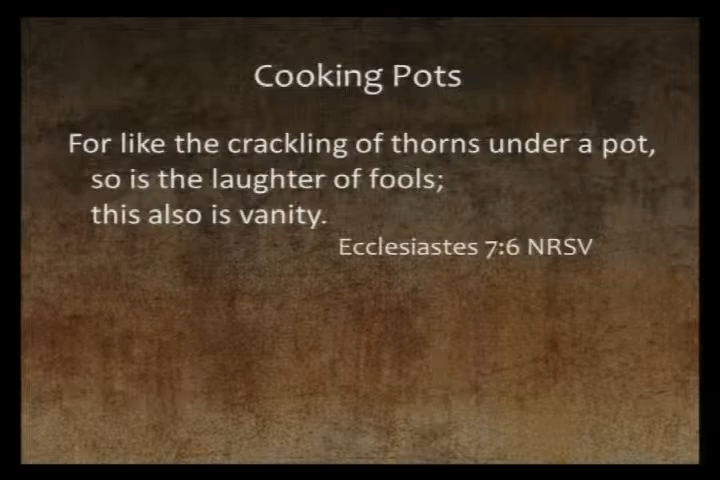 Cooking Pots
For like the crackling of thorns under a pot,
so is the laughter of fools;
this also is vanity.
Ecclesiastes 7:6 NRSV